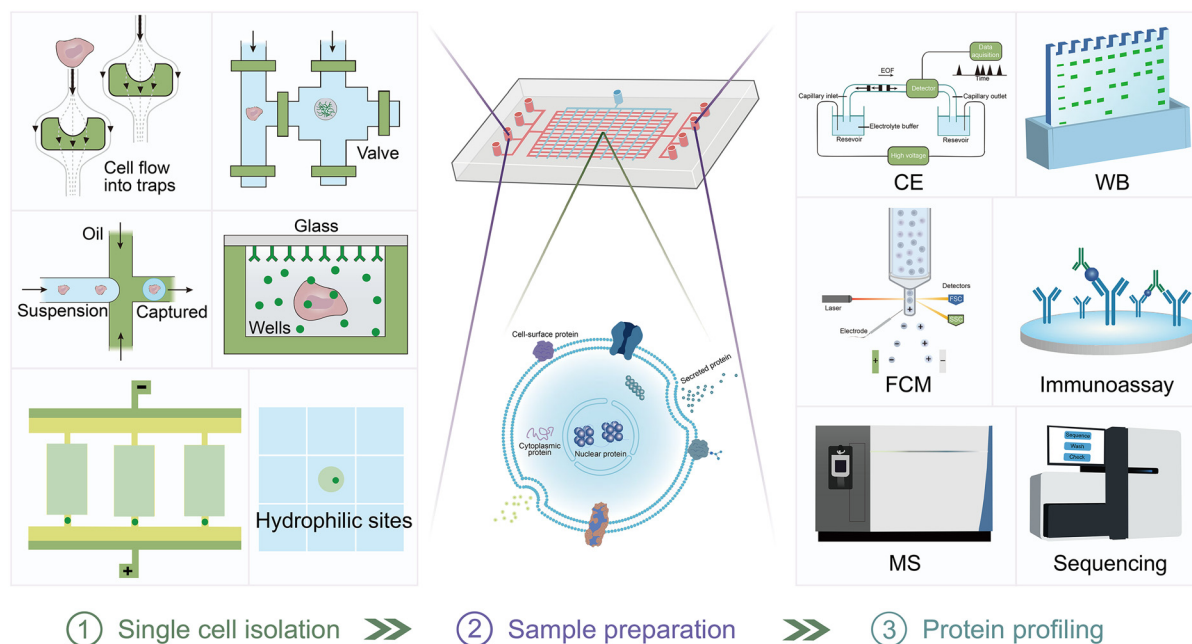 Cell flow
into traps
Valve
Oil
Suspension
Captured
Glass
Wells
-
+
Hydrophilic sites
Cell-surface protein
Secreted protein
Cytoplasmic
protein
Nuclear protein
EOF
Data
aquisition
Time
Capillary inlet
Detector
Capillary outlet
Electrolyte buffer
Resevoir
Resevoir
High voltage
CE
WB
Laser
Electrode
Detectors
FSC
SSC
+
-
FCM
Immunoassay
MS
Sequence
Wash
Check
Sequencing
1 Single cell isolation
2 Sample preparation
3 Protein profiling